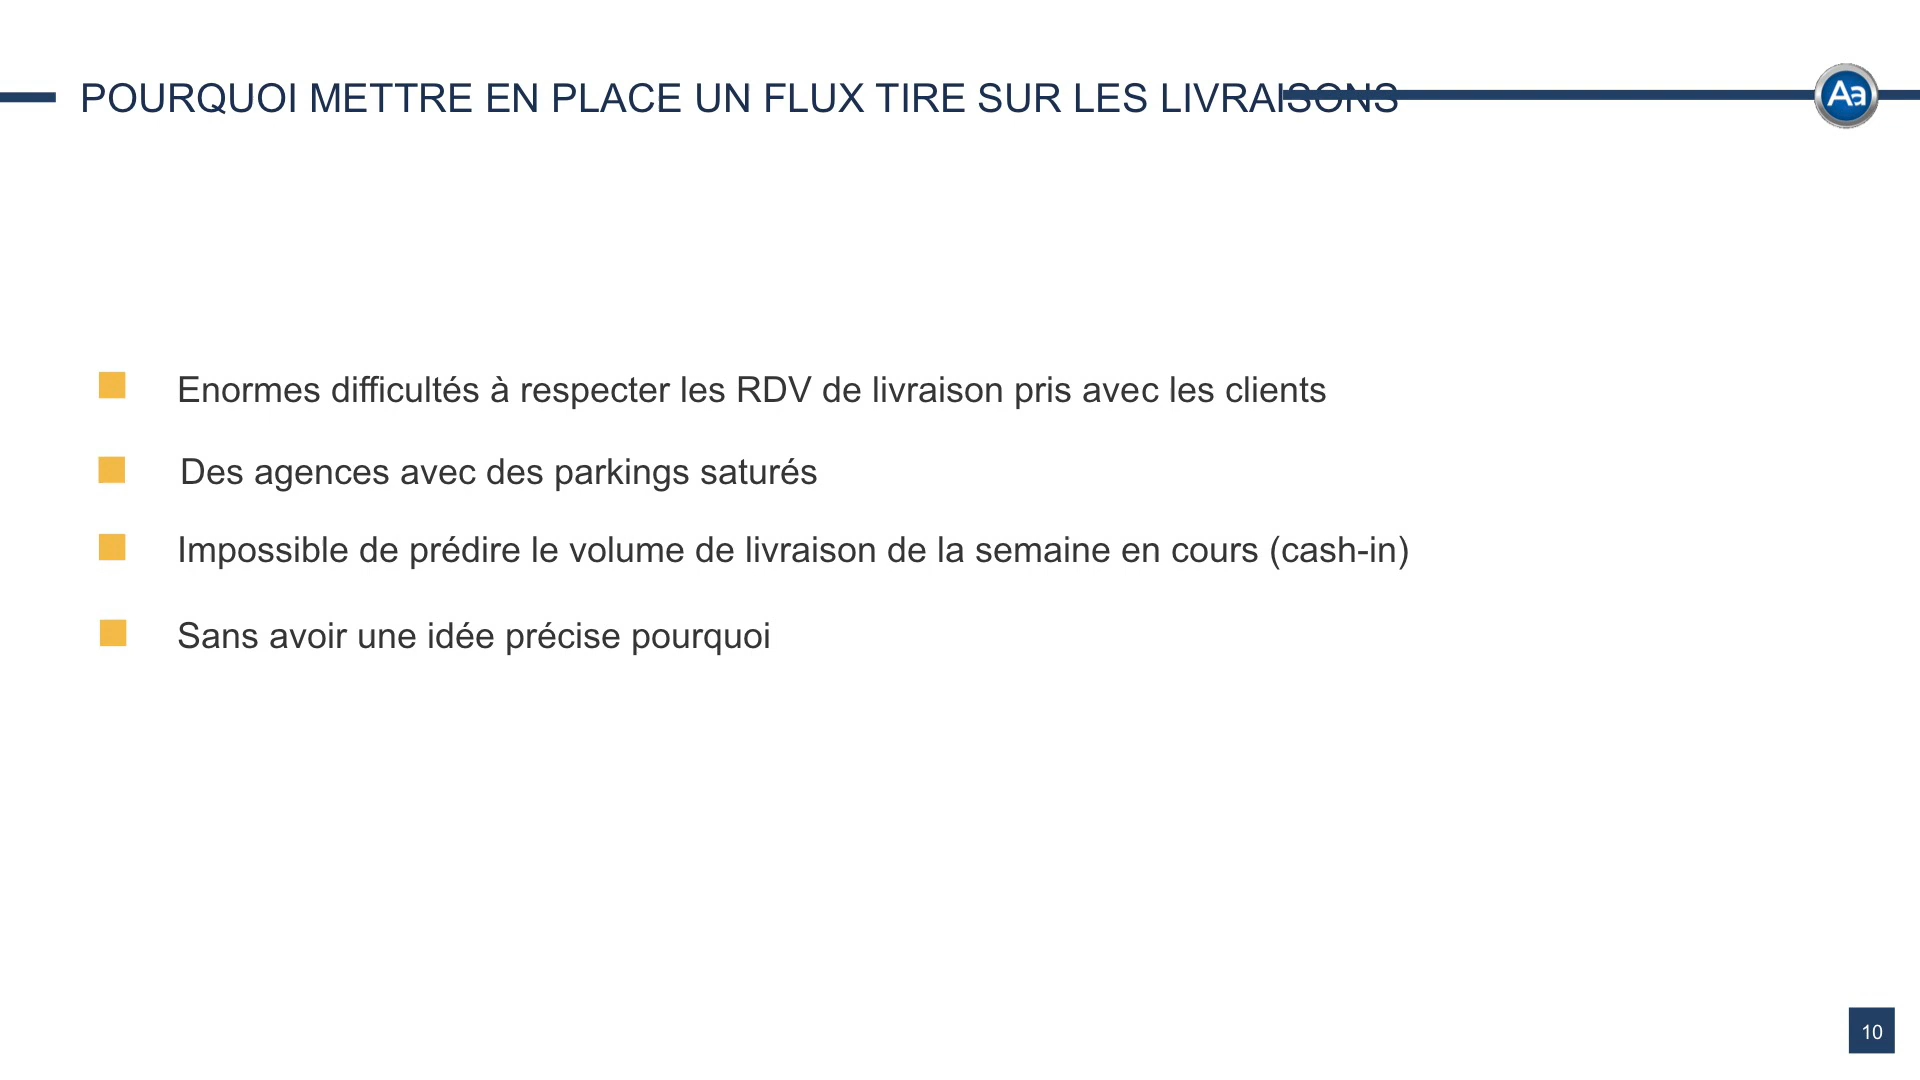 POURQUOI METTRE EN PLACE UN FLUX TIRE SUR LES LIVRAISONS
Aa
Enormes difficultés à respecter les RDV de livraison pris avec les clients
Des agences avec des parkings saturés
Impossible de prédire le volume de livraison de la semaine en cours (cash-in)
Sans avoir une idée précise pourquoi
10